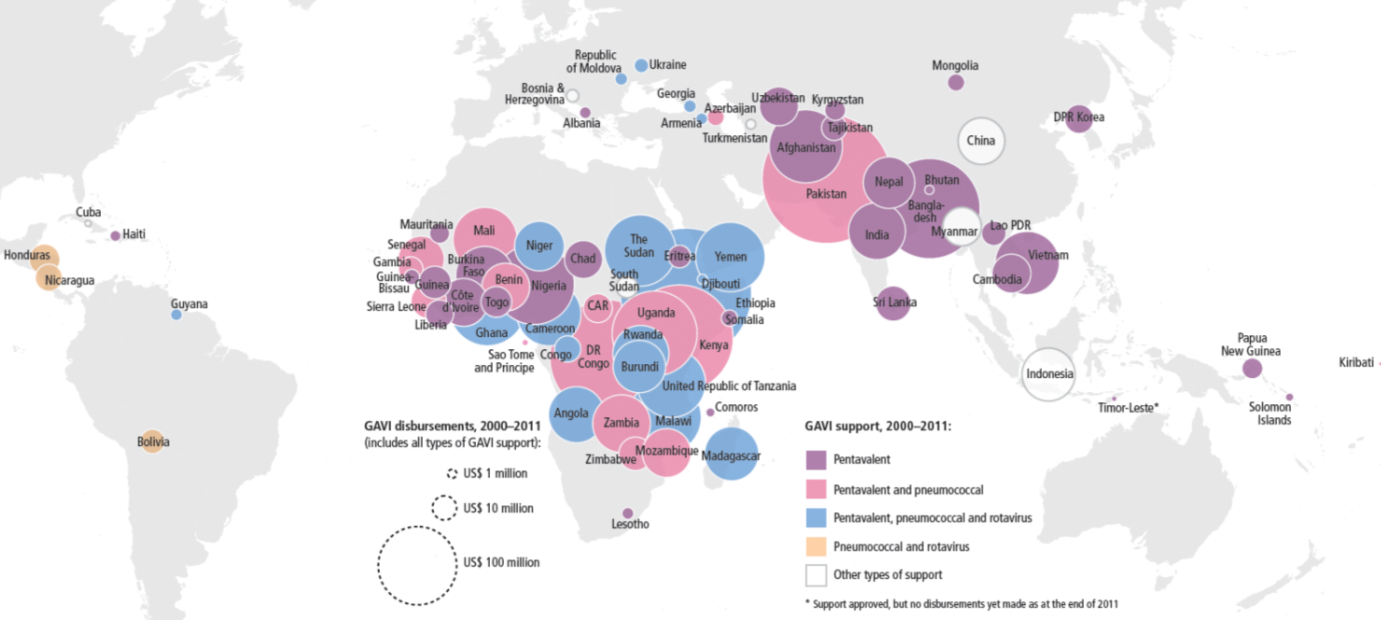 Republic
of Moldova
Ukraine
Bosnia &
Herzegovina
Albania
Georgia
Armenia
Azerbaijan
Turkmenistan
Uzbekistan
Kyrgyzstan
Tajikistan
Afghanistan
Pakistan
Mongolia
DPR Korea
China
Nepal
Bhutan
Bangla-
desh
India
Myanmar
Lao PDR
Vietnam
Cambodia
Sri Lanka
Indonesia
Timor-Leste*
Papua
New Guinea
Solomon
Islands
Kiribati
Cuba
Haiti
Honduras
Nicaragua
Guyana
Bolivia
Mauritania
Senegal
Gambia
Guinea-
Bissau
Guinea
Sierra Leone
Liberia
Mali
Burkina
Faso
Côte
d'Ivoire
Ghana
Togo
Benin
Niger
Nigeria
Chad
Cameroon
Sao Tome
and Principe
Congo
CAR
DR
Congo
The
Sudan
South
Sudan
Eritrea
Yemen
Djibouti
Ethiopia
Somalia
Uganda
Kenya
Rwanda
Burundi
United Republic of Tanzania
Comoros
Angola
Zambia
Malawi
Zimbabwe
Mozambique
Madagascar
Lesotho
GAVI disbursements, 2000–2011
(includes all types of GAVI support):
US$ 1 million
US$ 10 million
US$ 100 million
GAVI support, 2000–2011:
Pentavalent
Pentavalent and pneumococcal
Pentavalent, pneumococcal and rotavirus
Pneumococcal and rotavirus
Other types of support
* Support approved, but no disbursements yet made as at the end of 2011